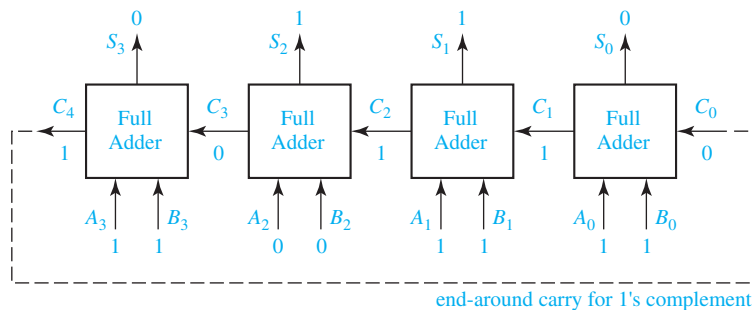 0 1 1 0
S3 S2 S1 S0
C4 Full Adder C3 Full Adder C2 Full Adder C1 Full Adder C0
1 0 1 1 0
A3 B3 A2 B2 A1 B1 A0 B0
1 1 0 0 1 1 1 1
end-around carry for 1's complement